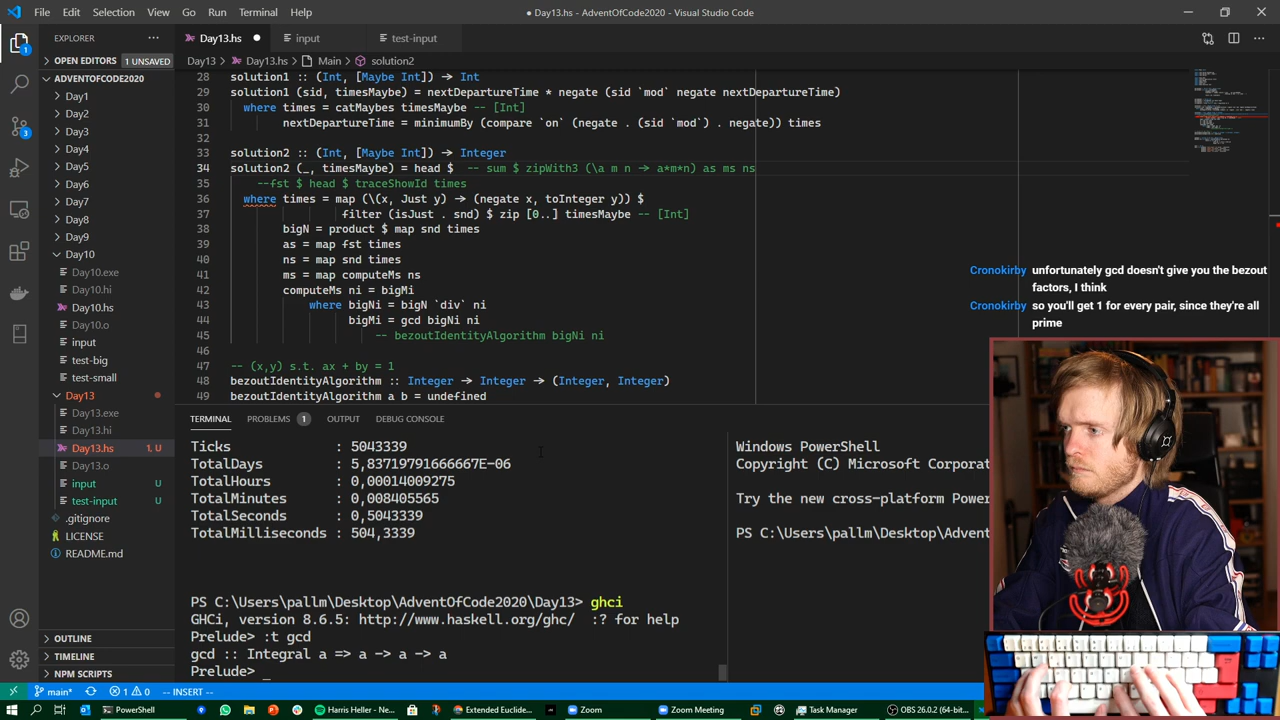 File Edit Selection View Go Run Terminal Help
● Day13.hs - AdventOfCode2020 - Visual Studio Code
EXPLORER
OPEN EDITORS 1 UNSAVED
ADVENTOFCODE2020
Day1
Day2
Day3
Day4
Day5
Day6
Day7
Day8
Day9
Day10
Day10.exe
Day10.hi
Day10.hs
Day10.o
input
test-big
test-small
Day13
Day13.exe
Day13.hi
Day13.hs 1, U
Day13.o
input U
test-input U
.gitignore
LICENSE
README.md
OUTLINE
TIMELINE
NPM SCRIPTS
Day13.hs ● input test-input
Day13 > Day13.hs > Main > solution2
28 solution1 :: (Int, [Maybe Int]) → Int
29 solution1 (sid, timesMaybe) = nextDepartureTime * negate (sid `mod` negate nextDepartureTime)
30 where times = catMaybes timesMaybe -- [Int]
31 nextDepartureTime = minimumBy (compare `on` (negate . (sid `mod`) . negate)) times
32
33 solution2 :: (Int, [Maybe Int]) → Integer
34 solution2 (_, timesMaybe) = head $ -- sum $ zipWith3 (\a m n → a*m*n) as ms ns
35 --fst $ head $ traceShowId times
36 where times = map (\(x, Just y) → (negate x, toInteger y)) $
37 filter (isJust . snd) $ zip [0..] timesMaybe -- [Int]
38 bigN = product $ map snd times
39 as = map fst times
40 ns = map snd times
41 ms = map computeMs ns
42 computeMs ni = bigMi
43 where bigNi = bigN `div` ni
44 bigMi = gcd bigNi ni
45 -- bezoutIdentityAlgorithm bigNi ni
46
47 -- (x,y) s.t. ax + by = 1
48 bezoutIdentityAlgorithm :: Integer → Integer → (Integer, Integer)
49 bezoutIdentityAlgorithm a b = undefined
Cronokirby unfortunately gcd doesn't give you the bezout
factors, I think
Cronokirby so you'll get 1 for every pair, since they're all
prime
TERMINAL PROBLEMS 1 OUTPUT DEBUG CONSOLE
Ticks : 5043339
TotalDays : 5,83719791666667E-06
TotalHours : 0,00014009275
TotalMinutes : 0,008405565
TotalSeconds : 0,5043339
TotalMilliseconds : 504,3339
PS C:\Users\pallm\Desktop\AdventOfCode2020\Day13> ghci
GHCi, version 8.6.5: http://www.haskell.org/ghc/ :? for help
Prelude> :t gcd
gcd :: Integral a => a -> a -> a
Prelude> _
Windows PowerShell
Copyright (C) Microsoft Corporat
Try the new cross-platform Power
PS C:\Users\pallm\Desktop\Advent
main* 1 0 -- INSERT --
PowerShell
Harris Heller - Ne...
Extended Euclide...
Zoom
Zoom Meeting
Task Manager
OBS 26.0.2 (64-bit...